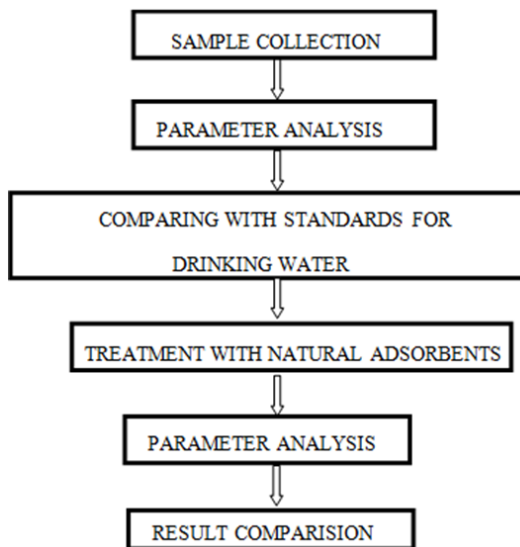 SAMPLE COLLECTION
PARAMETER ANALYSIS
COMPARING WITH STANDARDS FOR
DRINKING WATER
TREATMENT WITH NATURAL ADSORBENTS
PARAMETER ANALYSIS
RESULT COMPARISION